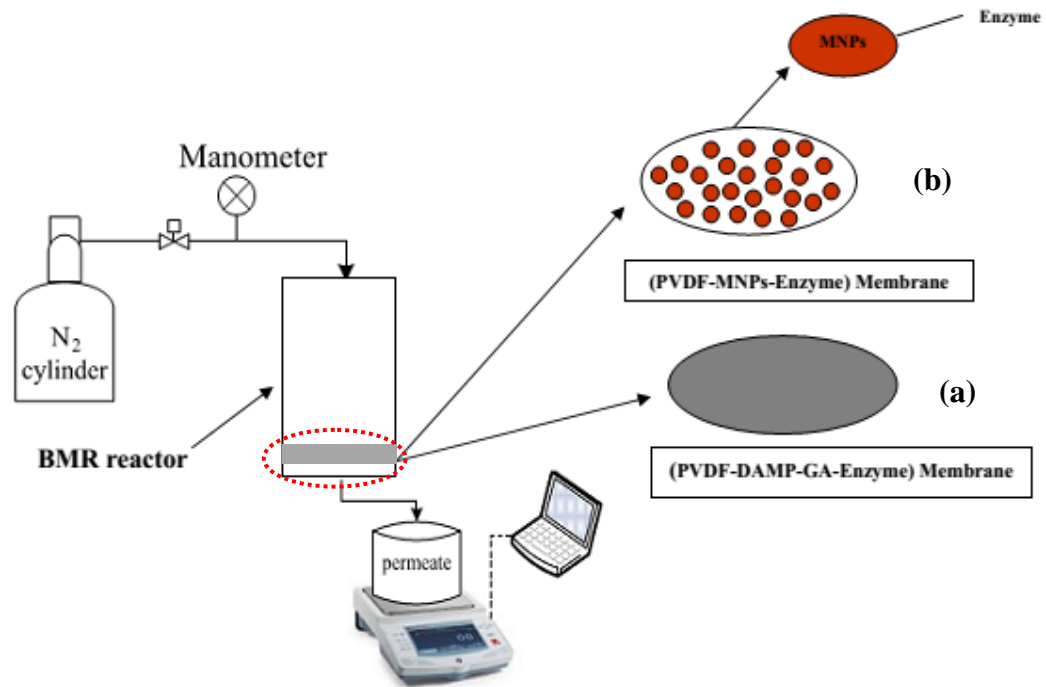 Enzyme
MNPs
Manometer
(b)
(PVDF-MNPs-Enzyme) Membrane
N2
cylinder
(a)
BMR reactor
(PVDF-DAMP-GA-Enzyme) Membrane
permeate